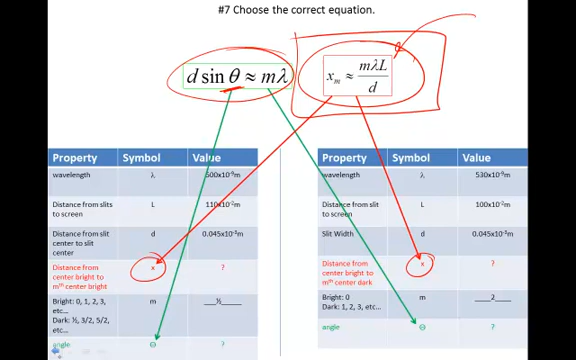 #7 Choose the correct equation.
d sin θ ≈ mλ
x_m ≈ mλL / d
Property Symbol Value
wavelength λ 500x10⁻⁹m
Distance from slits to screen L 110x10⁻²m
Distance from slit center to slit center d 0.045x10⁻³m
Distance from center bright to mᵗʰ center bright x ?
Bright: 0, 1, 2, 3, etc... Dark: ½, 3/2, 5/2, etc... m ___½_____
angle Θ ?
Property Symbol Value
wavelength λ 530x10⁻⁹m
Distance from slit to screen L 100x10⁻²m
Slit Width d 0.045x10⁻³m
Distance from center bright to mᵗʰ center dark x ?
Bright: 0 Dark: 1, 2, 3, etc... m ____2____
angle Θ ?